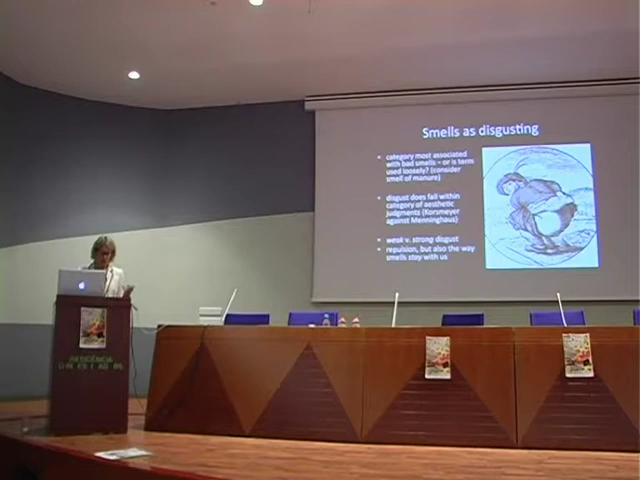 Smells as disgusting
• category most associated
with bad smells – or is term
used loosely? (consider
smell of manure)
• disgust does fall within
category of aesthetic
judgments (Korsmeyer
against Menninghaus)
• weak v. strong disgust
• repulsion, but also the way
smells stay with us
RESIDÈNCIA